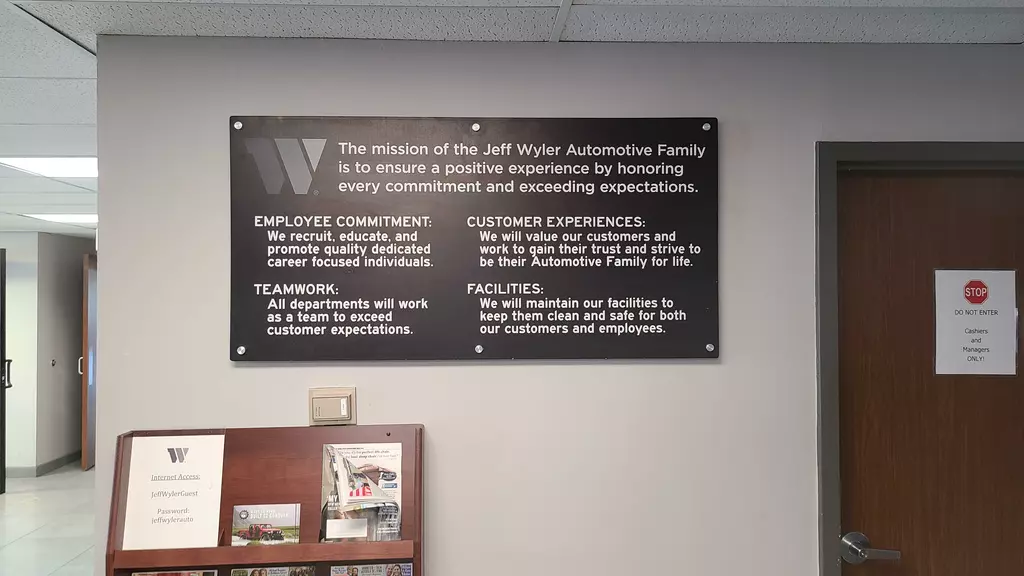 The mission of the Jeff Wyler Automotive Family
is to ensure a positive experience by honoring
every commitment and exceeding expectations.
EMPLOYEE COMMITMENT:
We recruit, educate, and
promote quality dedicated
career focused individuals.
CUSTOMER EXPERIENCES:
We will value our customers and
work to gain their trust and strive to
be their Automotive Family for life.
TEAMWORK:
All departments will work
as a team to exceed
customer expectations.
FACILITIES:
We will maintain our facilities to
keep them clean and safe for both
our customers and employees.
STOP
DO NOT ENTER
Cashiers
and
Managers
ONLY!
Internet Access:
JeffWylerGuest
Password:
jeffwylerauto